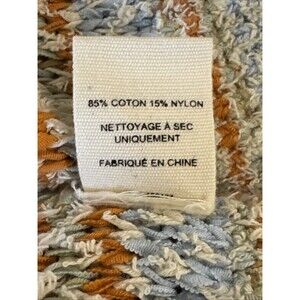 85% COTON 15% NYLON
NETTOYAGE À SEC
UNIQUEMENT
FABRIQUÉ EN CHINE